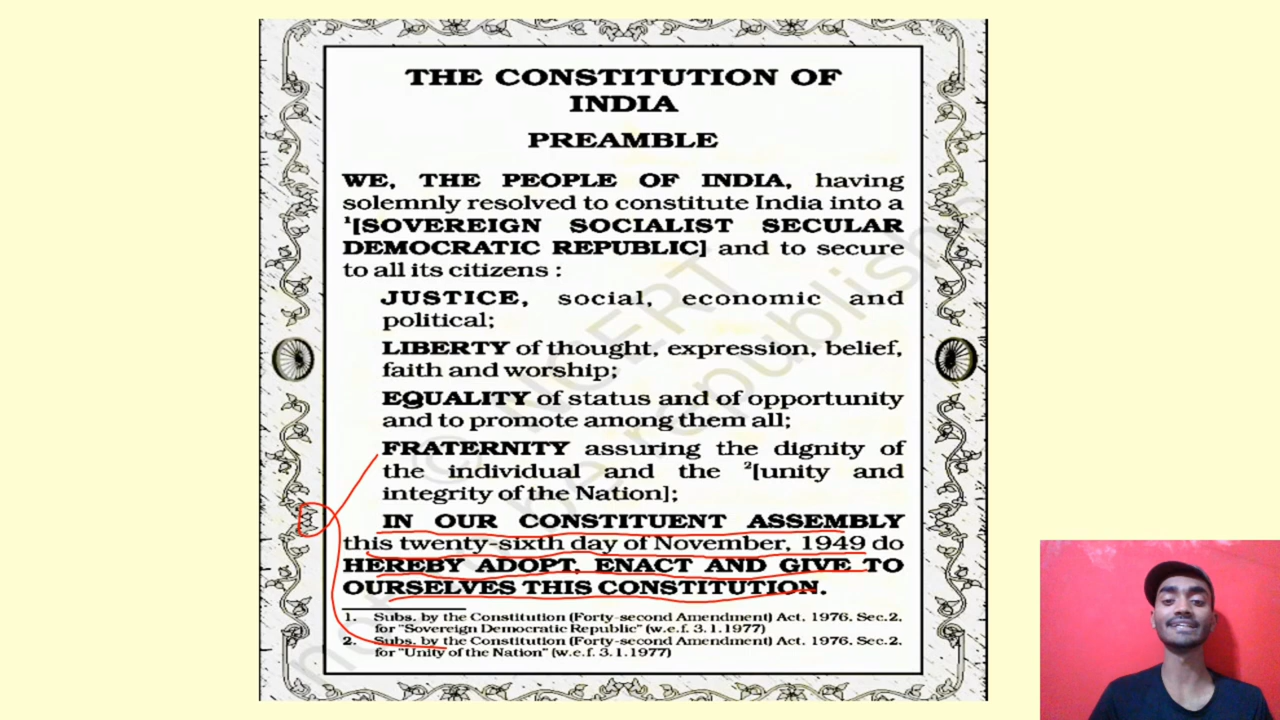 THE CONSTITUTION OF
INDIA
PREAMBLE
WE, THE PEOPLE OF INDIA, having
solemnly resolved to constitute India into a
¹[SOVEREIGN SOCIALIST SECULAR
DEMOCRATIC REPUBLIC] and to secure
to all its citizens :
JUSTICE, social, economic and
political;
LIBERTY of thought, expression, belief,
faith and worship;
EQUALITY of status and of opportunity
and to promote among them all;
FRATERNITY assuring the dignity of
the individual and the ²[unity and
integrity of the Nation];
IN OUR CONSTITUENT ASSEMBLY
this twenty-sixth day of November, 1949 do
HEREBY ADOPT, ENACT AND GIVE TO
OURSELVES THIS CONSTITUTION.
1. Subs. by the Constitution (Forty-second Amendment) Act, 1976, Sec.2,
for "Sovereign Democratic Republic" (w.e.f. 3.1.1977)
2. Subs. by the Constitution (Forty-second Amendment) Act, 1976, Sec.2,
for "Unity of the Nation" (w.e.f. 3.1.1977)
© NCERT
be republished